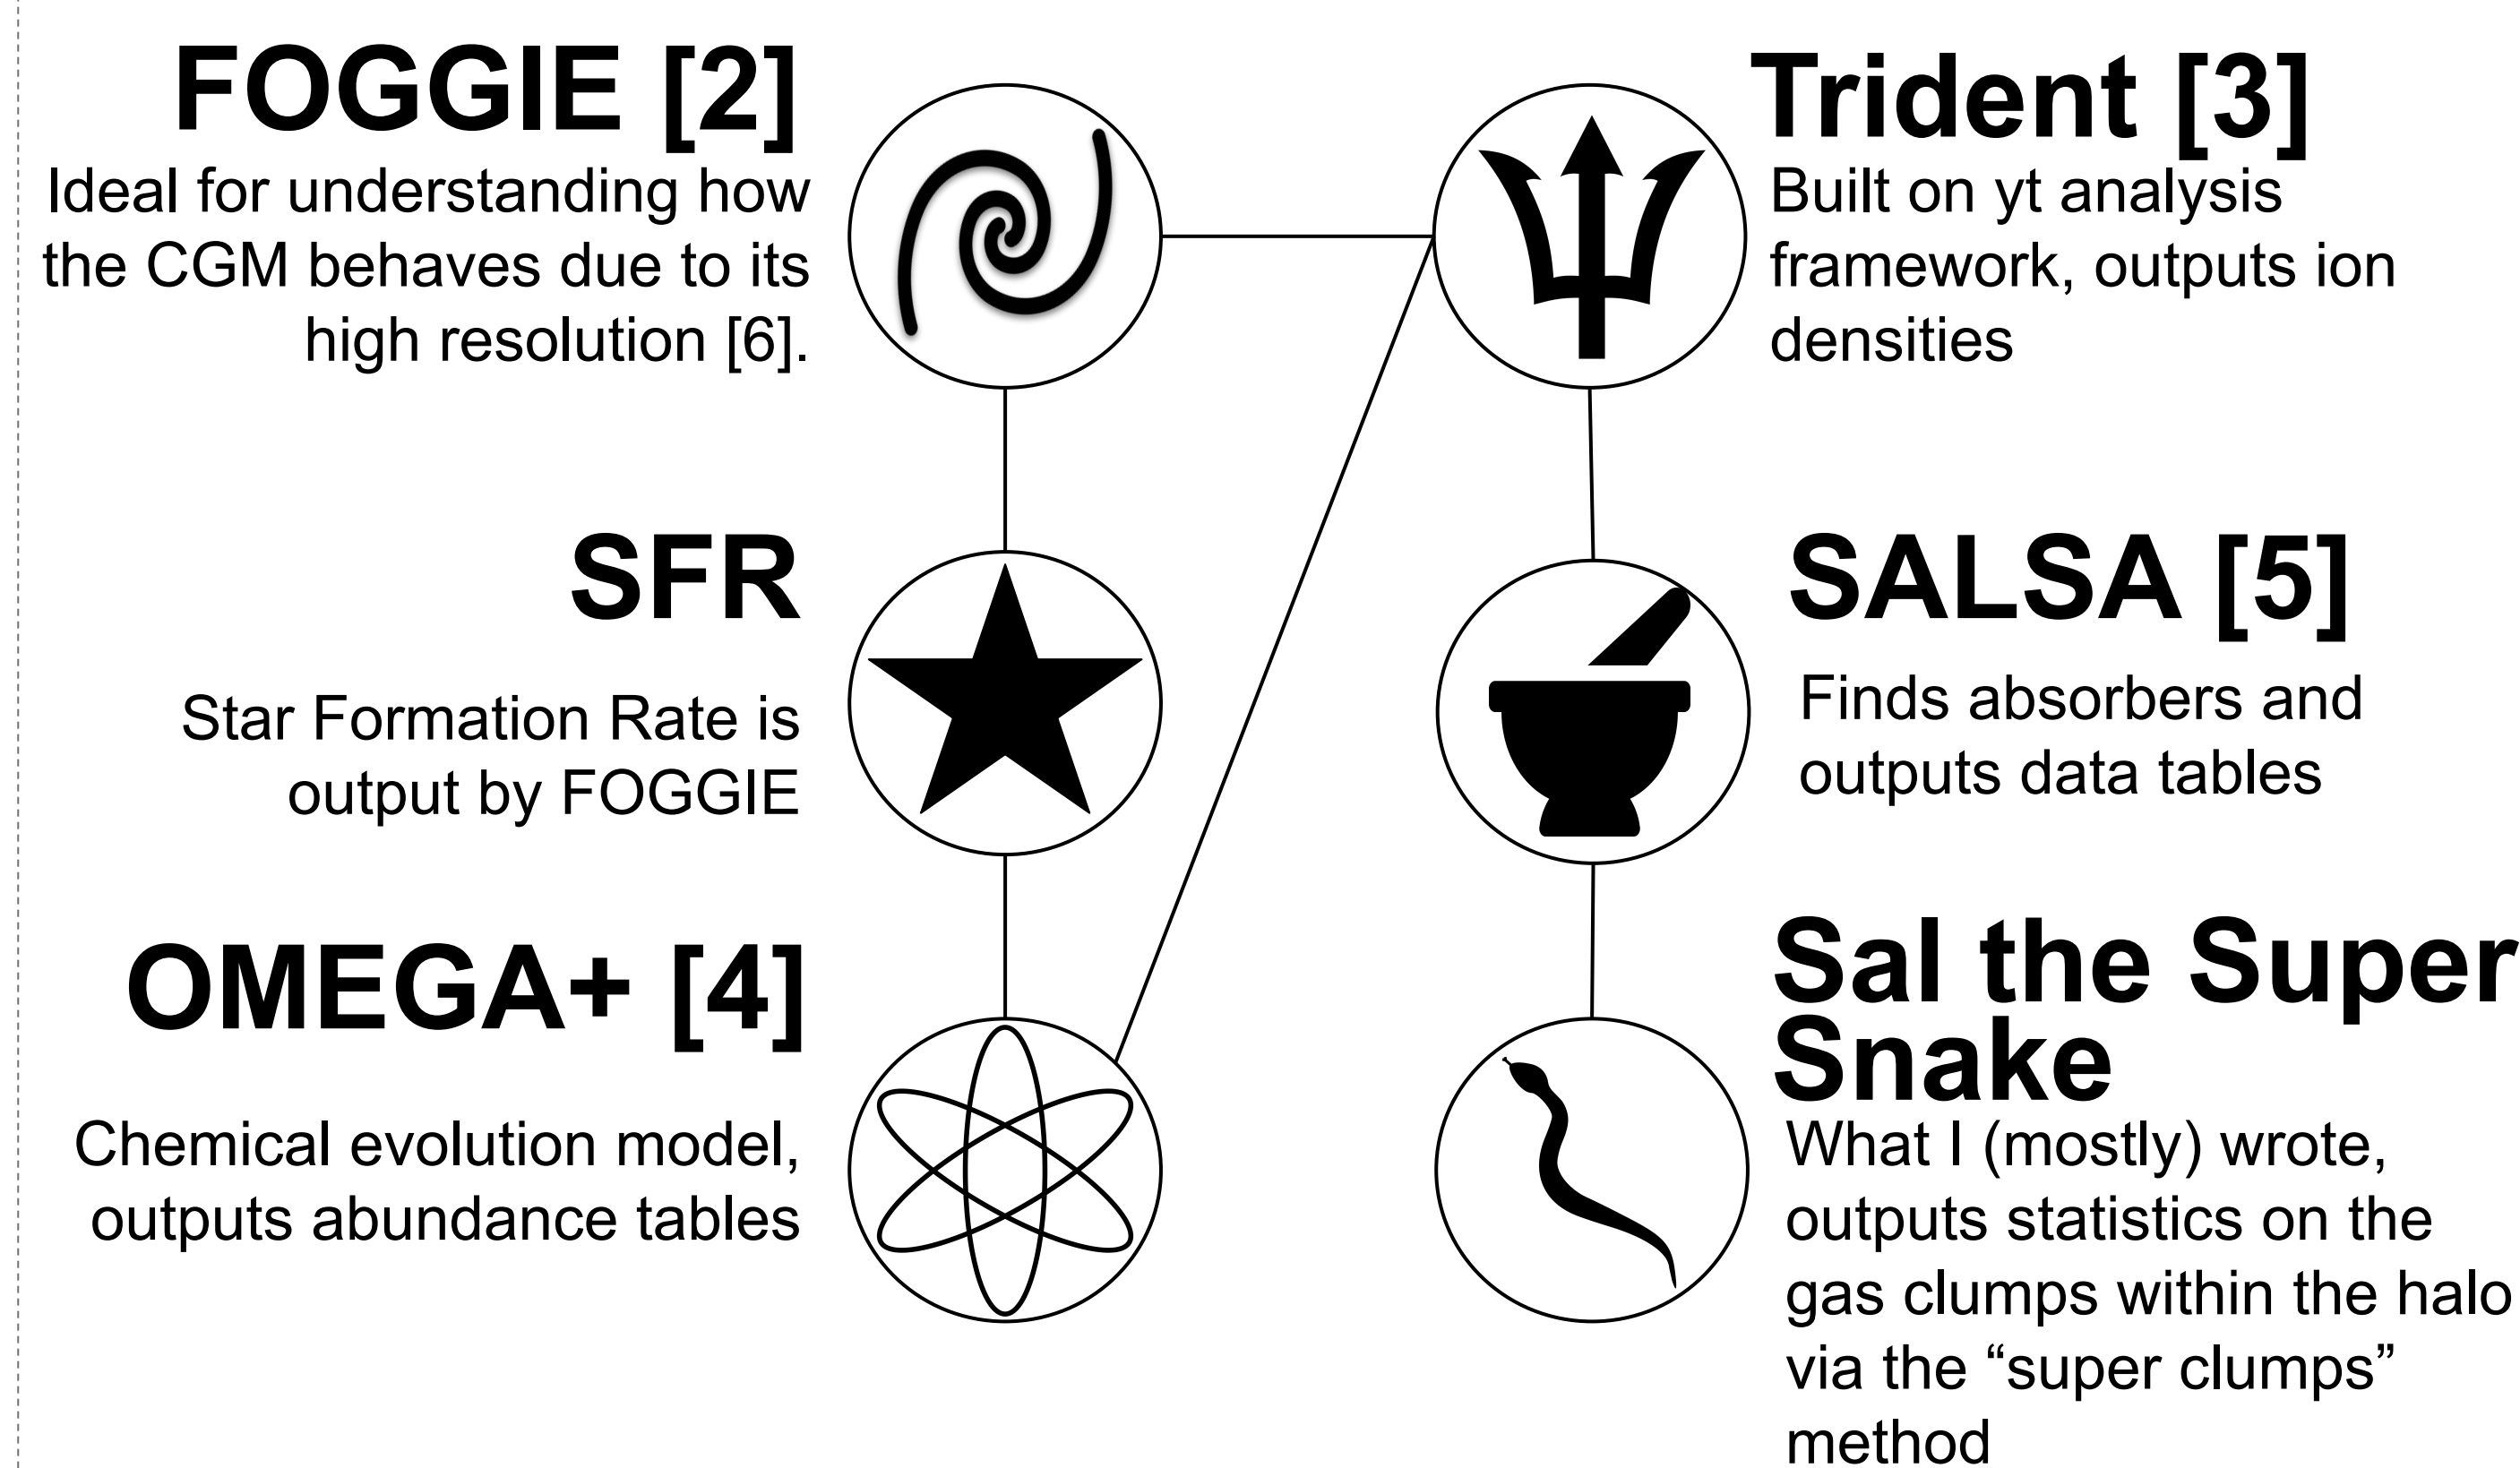 FOGGIE [2]
Ideal for understanding how
the CGM behaves due to its
high resolution [6].
SFR
Star Formation Rate is
output by FOGGIE
OMEGA+ [4]
Chemical evolution model,
outputs abundance tables
Trident [3]
Built on yt analysis
framework, outputs ion
densities
SALSA [5]
Finds absorbers and
outputs data tables
Sal the Super
Snake
What I (mostly) wrote,
outputs statistics on the
gas clumps within the halo
via the “super clumps”
method